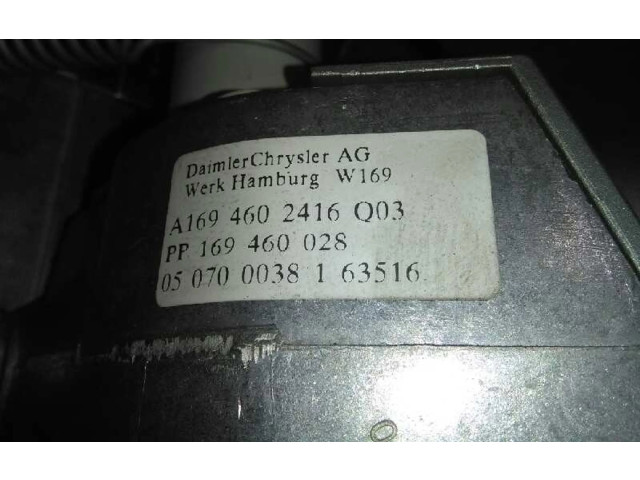 DaimlerChrysler AG
Werk Hamburg W169
A169 460 2416 Q03
PP 169 460 028
05 070 0038 1 63516